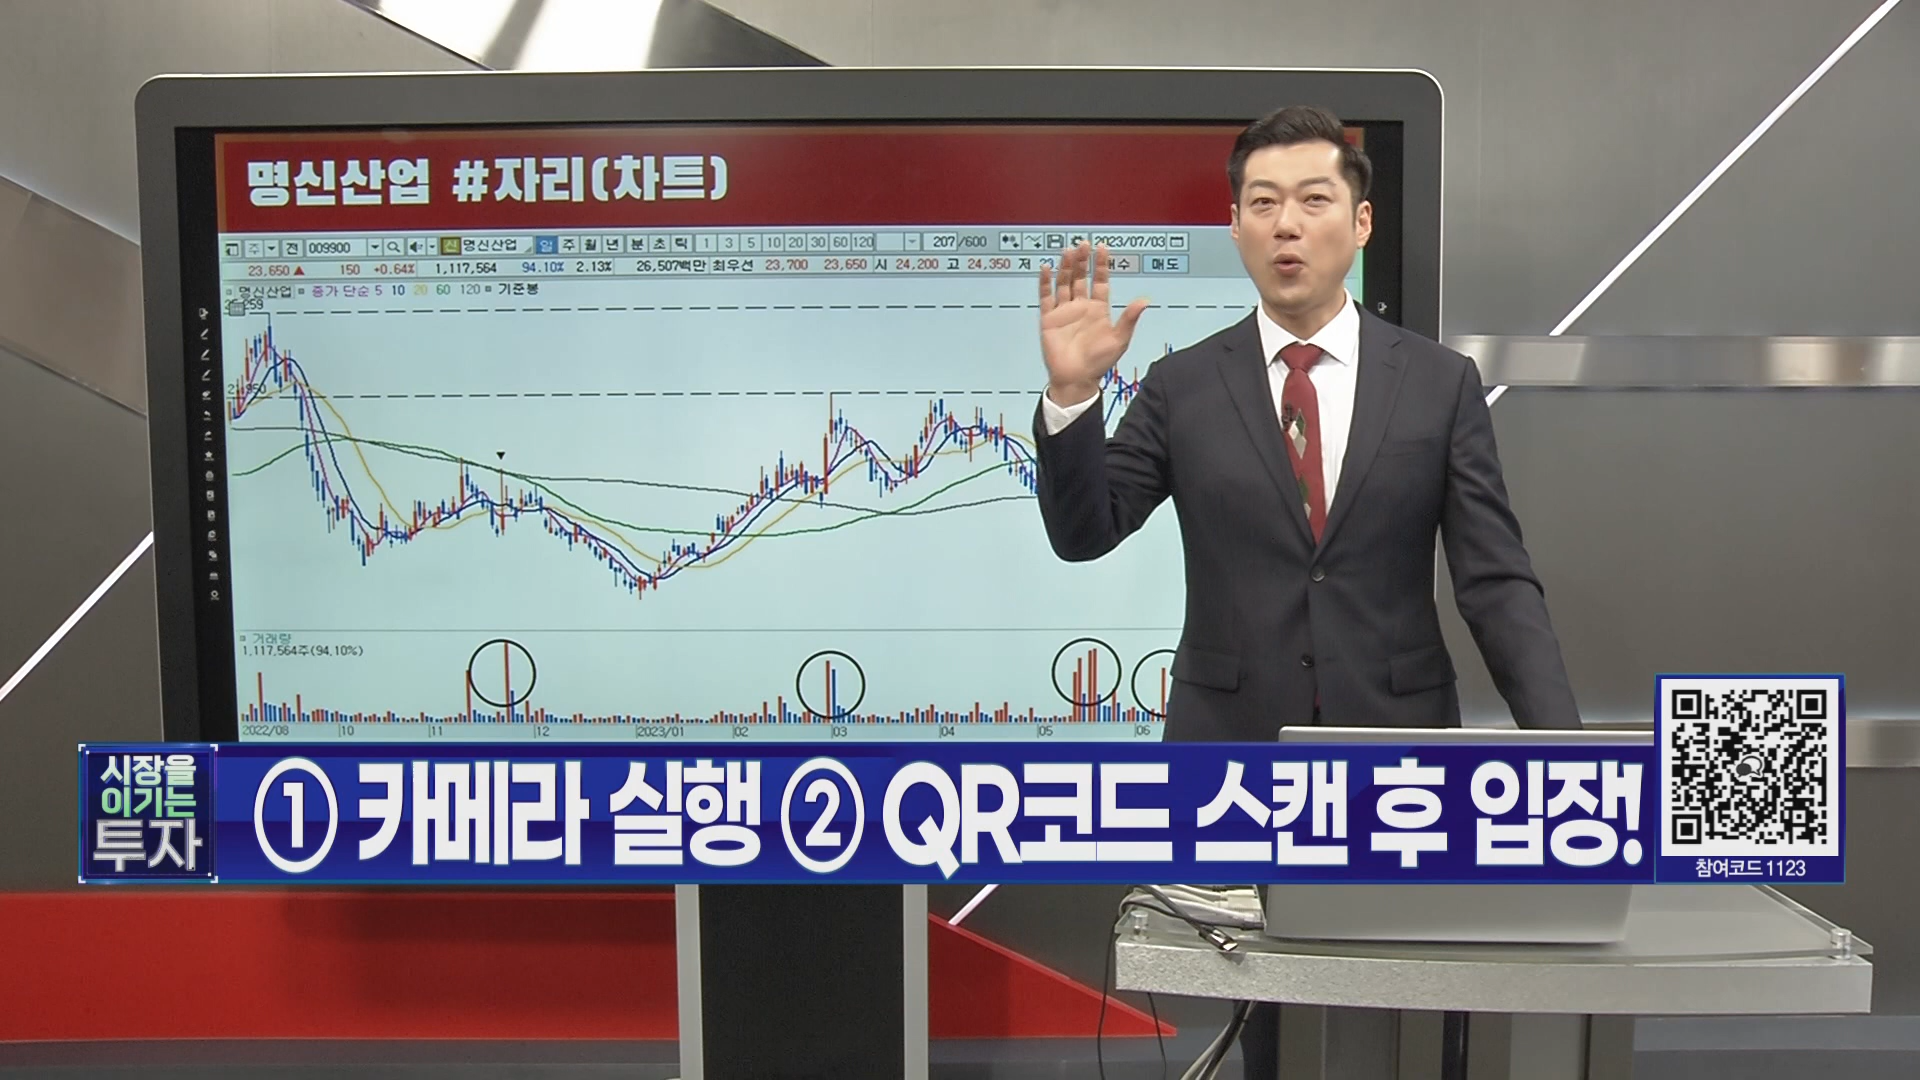 명신산업 #자리(차트)
주 전 009900 신 명신산업 일 주 월 년 분 초 틱 1 3 5 10 20 30 60 120 207/600 2023/07/03
23,650 ▲ 150 +0.64% 1,117,564 94.10% 2.13% 26,507백만 최우선 23,700 23,650 시 24,200 고 24,350 저 매도
명신산업 종가 단순 5 10 20 60 120 기준봉
거래량
1,117,564주(94.10%)
2022/08 10 11 12 2023/01 02 03 04 05 06
시장을
이기는
투자
① 카메라 실행 ② QR코드 스캔 후 입장!
참여코드 1123